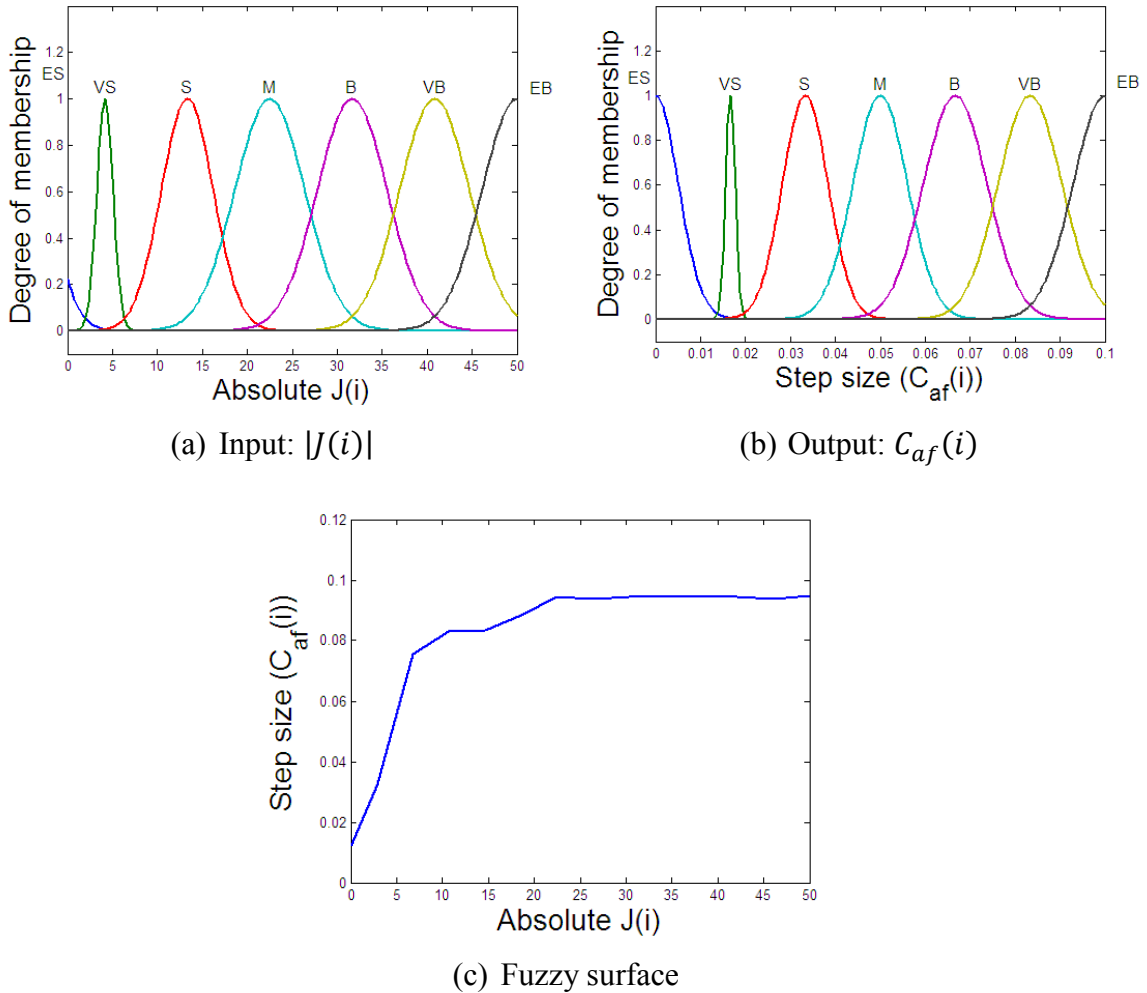 Degree of membership
1.2
1
0.8
0.6
0.4
0.2
0
ES VS S M B VB EB
0 5 10 15 20 25 30 35 40 45 50
Absolute J(i)
(a) Input: |J(i)|
Degree of membership
1.2
1
0.8
0.6
0.4
0.2
0
ES VS S M B VB EB
0 0.01 0.02 0.03 0.04 0.05 0.06 0.07 0.08 0.09 0.1
Step size (C_af(i))
(b) Output: C_af(i)
Step size (C_af(i))
0.12
0.1
0.08
0.06
0.04
0.02
0
0 5 10 15 20 25 30 35 40 45 50
Absolute J(i)
(c) Fuzzy surface